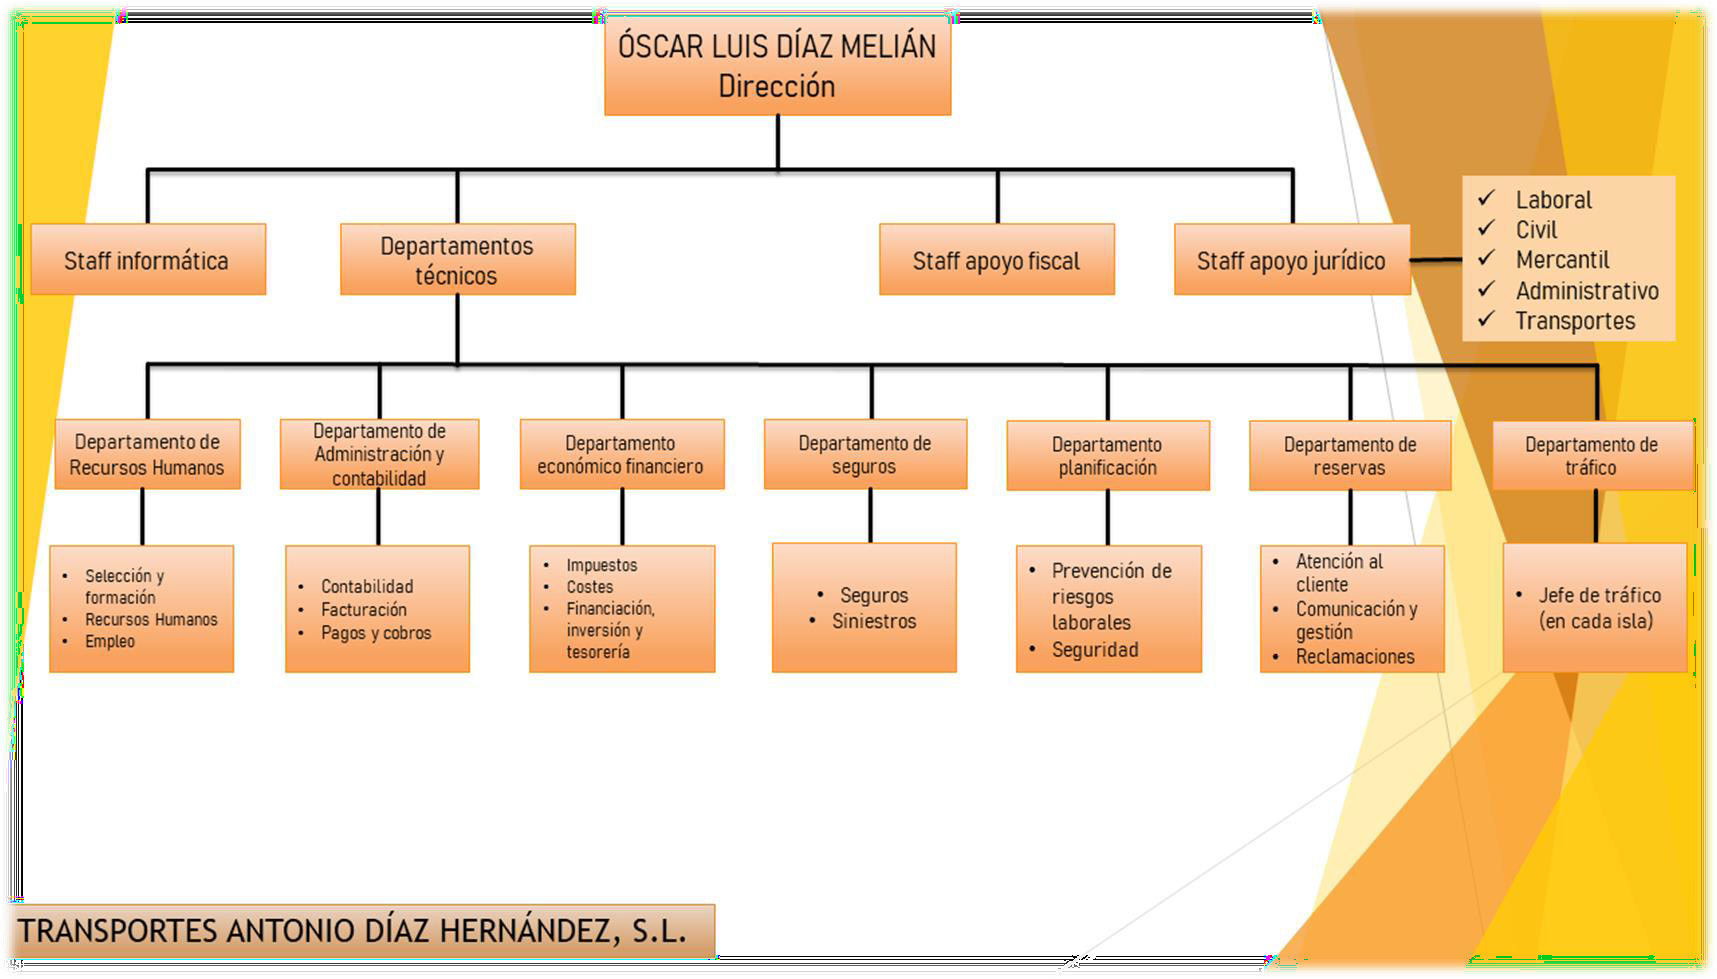 ÓSCAR LUIS DÍAZ MELIÁN
Dirección
Staff informática
Departamentos
técnicos
Staff apoyo fiscal
Staff apoyo jurídico
✓ Laboral
✓ Civil
✓ Mercantil
✓ Administrativo
✓ Transportes
Departamento de
Recursos Humanos
Departamento de
Administración y
contabilidad
Departamento
económico financiero
Departamento de
seguros
Departamento
planificación
Departamento de
reservas
Departamento de
tráfico
• Selección y
formación
• Recursos Humanos
• Empleo
• Contabilidad
• Facturación
• Pagos y cobros
• Impuestos
• Costes
• Financiación,
inversión y
tesorería
• Seguros
• Siniestros
• Prevención de
riesgos
laborales
• Seguridad
• Atención al
cliente
• Comunicación y
gestión
• Reclamaciones
• Jefe de tráfico
(en cada isla)
TRANSPORTES ANTONIO DÍAZ HERNÁNDEZ, S.L.